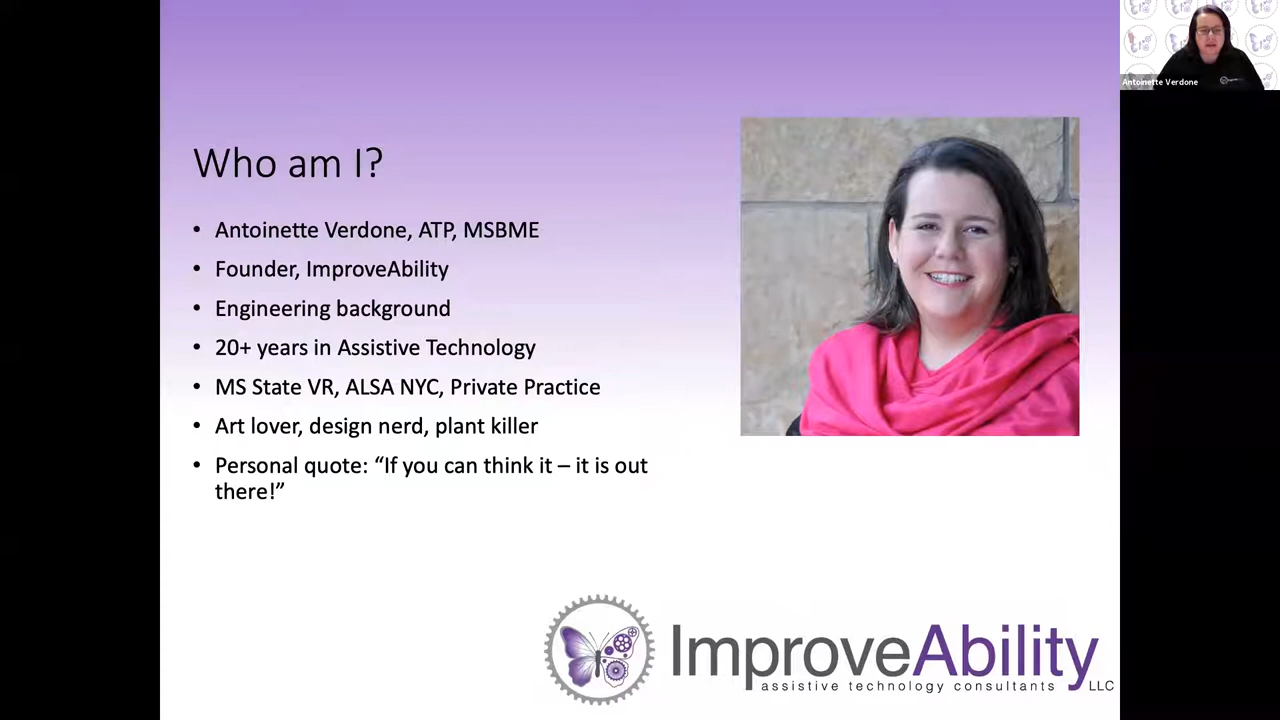 Who am I?
• Antoinette Verdone, ATP, MSBME
• Founder, ImproveAbility
• Engineering background
• 20+ years in Assistive Technology
• MS State VR, ALSA NYC, Private Practice
• Art lover, design nerd, plant killer
• Personal quote: “If you can think it – it is out
there!”
ImproveAbility
assistive technology consultants LLC
Antoinette Verdone